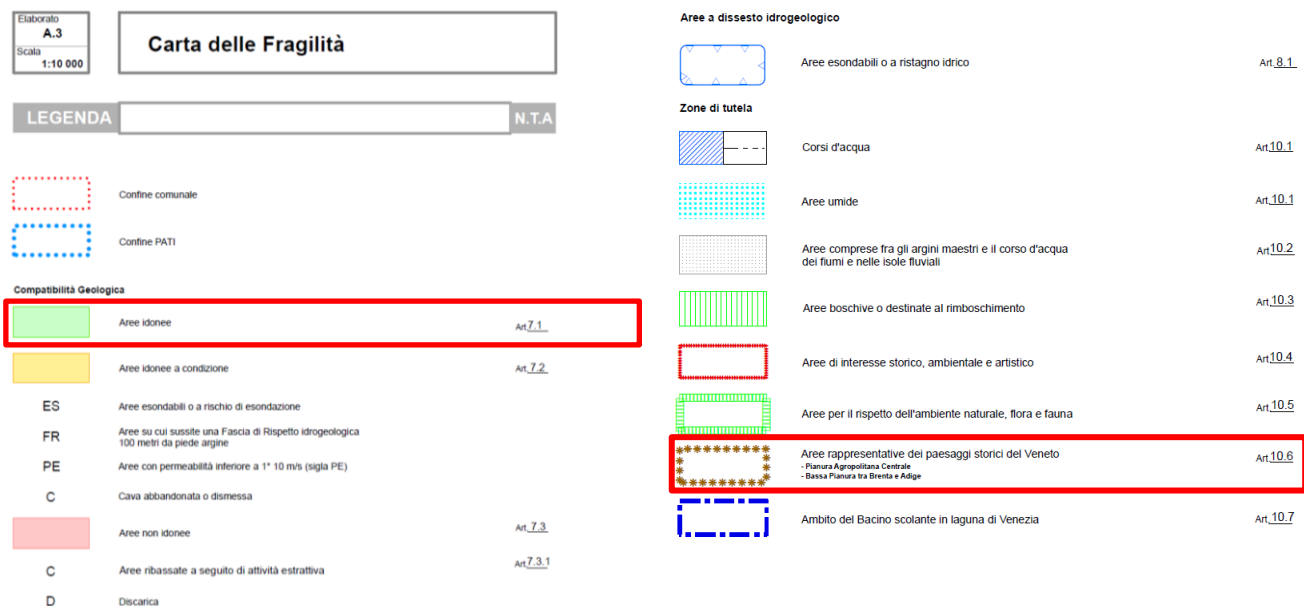 Elaborato
A.3
Scala
1:10 000
Carta delle Fragilità
LEGENDA
N.T.A
Confine comunale
Confine PATI
Compatibilità Geologica
Aree idonee Art.7.1
Aree idonee a condizione Art.7.2
ES Aree esondabili o a rischio di esondazione
FR Aree su cui sussite una Fascia di Rispetto idrogeologica
100 metri da piede argine
PE Aree con permeabilità inferiore a 1* 10 m/s (sigla PE)
C Cava abbandonata o dismessa
Aree non idonee Art.7.3
C Aree ribassate a seguito di attività estrattiva Art.7.3.1
D Discarica
Aree a dissesto idrogeologico
Aree esondabili o a ristagno idrico Art.8.1
Zone di tutela
Corsi d'acqua Art.10.1
Aree umide Art.10.1
Aree comprese fra gli argini maestri e il corso d'acqua Art.10.2
dei fiumi e nelle isole fluviali
Aree boschive o destinate al rimboschimento Art.10.3
Aree di interesse storico, ambientale e artistico Art.10.4
Aree per il rispetto dell'ambiente naturale, flora e fauna Art.10.5
Aree rappresentative dei paesaggi storici del Veneto Art.10.6
- Pianura Agropolitana Centrale
- Bassa Pianura tra Brenta e Adige
Ambito del Bacino scolante in laguna di Venezia Art.10.7